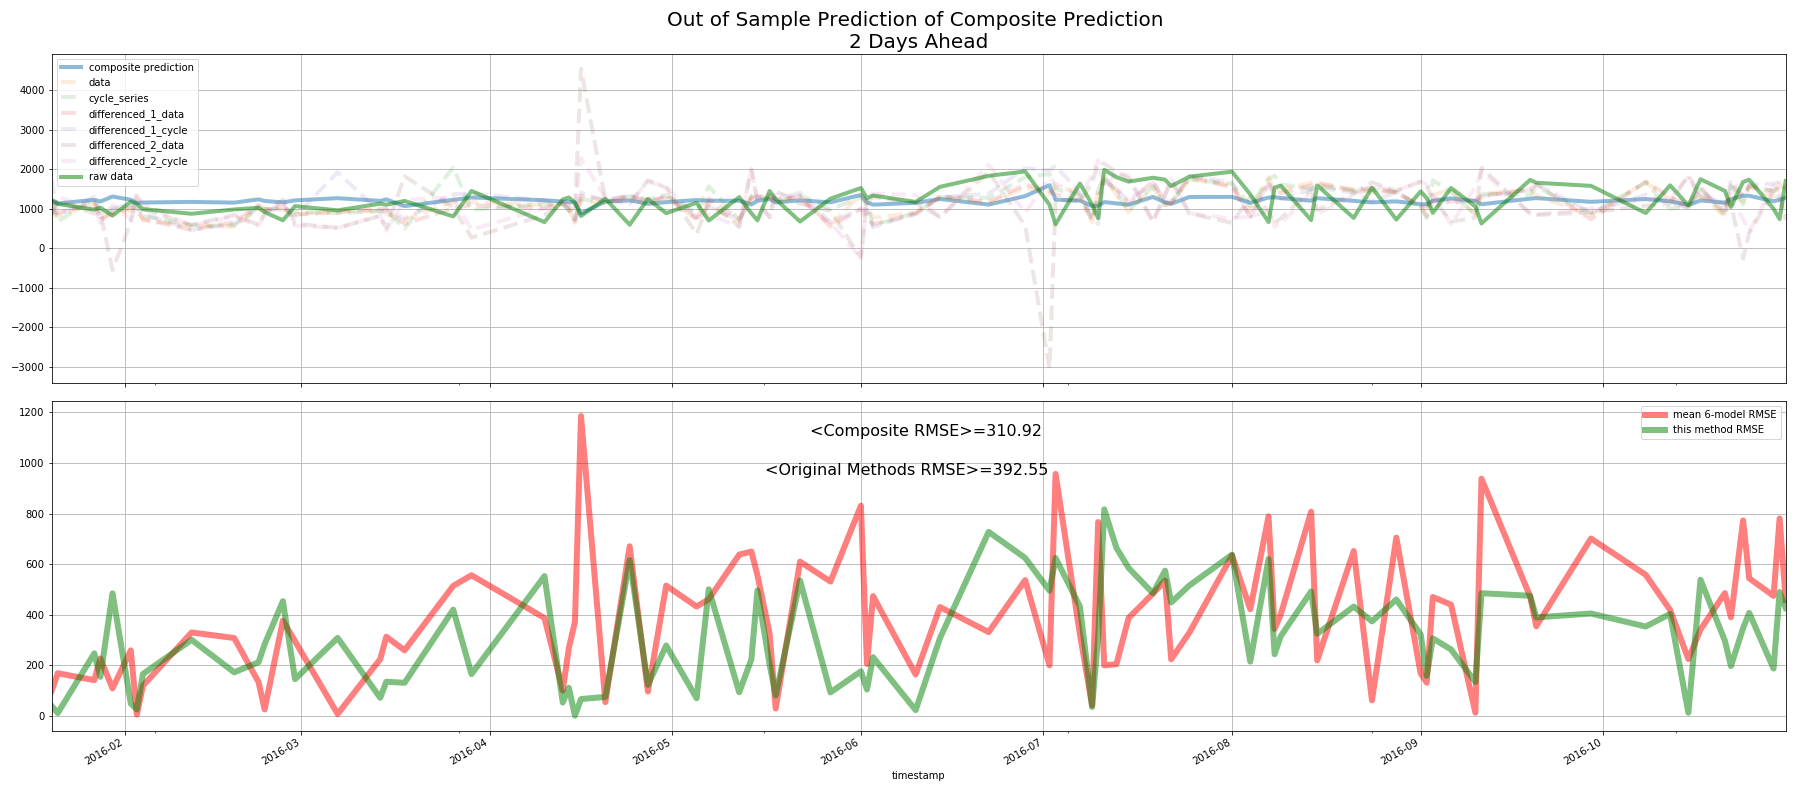 Out of Sample Prediction of Composite Prediction
2 Days Ahead
composite prediction
data
cycle_series
differenced_1_data
differenced_1_cycle
differenced_2_data
differenced_2_cycle
raw data
4000
3000
2000
1000
0
−1000
−2000
−3000
mean 6-model RMSE
this method RMSE
<Composite RMSE>=310.92
<Original Methods RMSE>=392.55
1200
1000
800
600
400
200
0
2016-02
2016-03
2016-04
2016-05
2016-06
2016-07
2016-08
2016-09
2016-10
timestamp